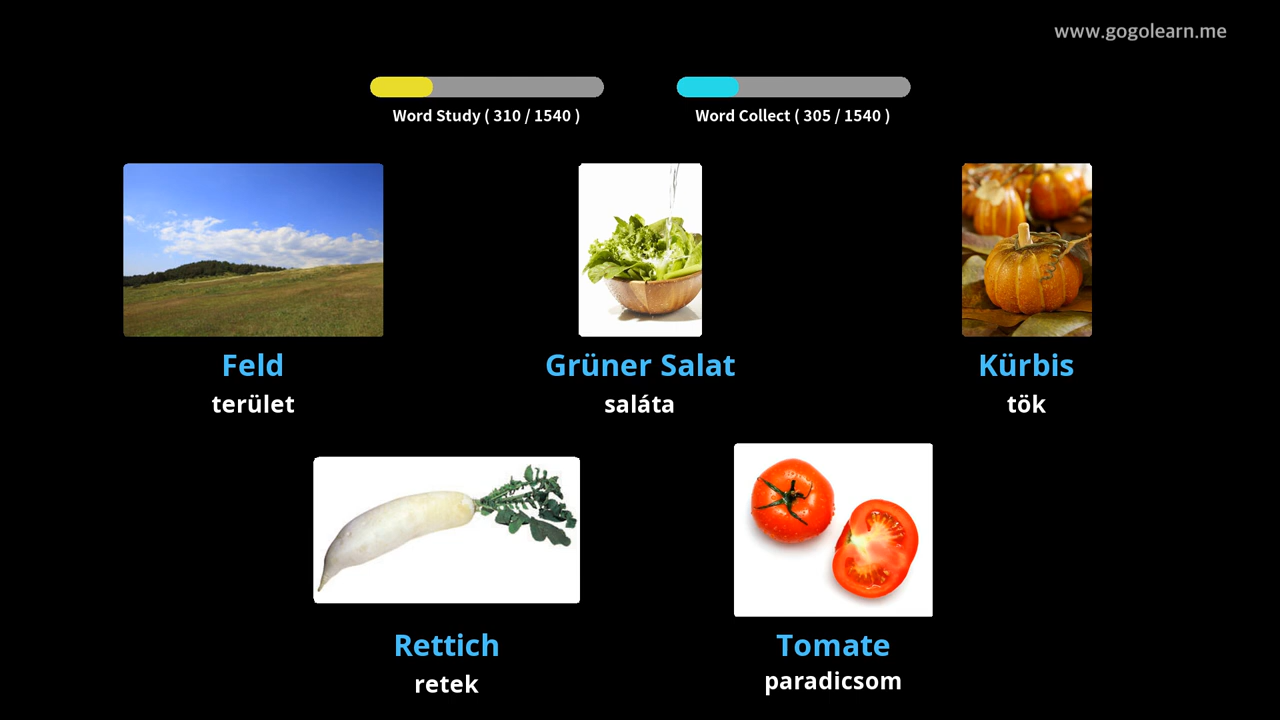 www.gogolearn.me
Word Study ( 310 / 1540 )
Word Collect ( 305 / 1540 )
Feld
terület
Grüner Salat
saláta
Kürbis
tök
Rettich
retek
Tomate
paradicsom